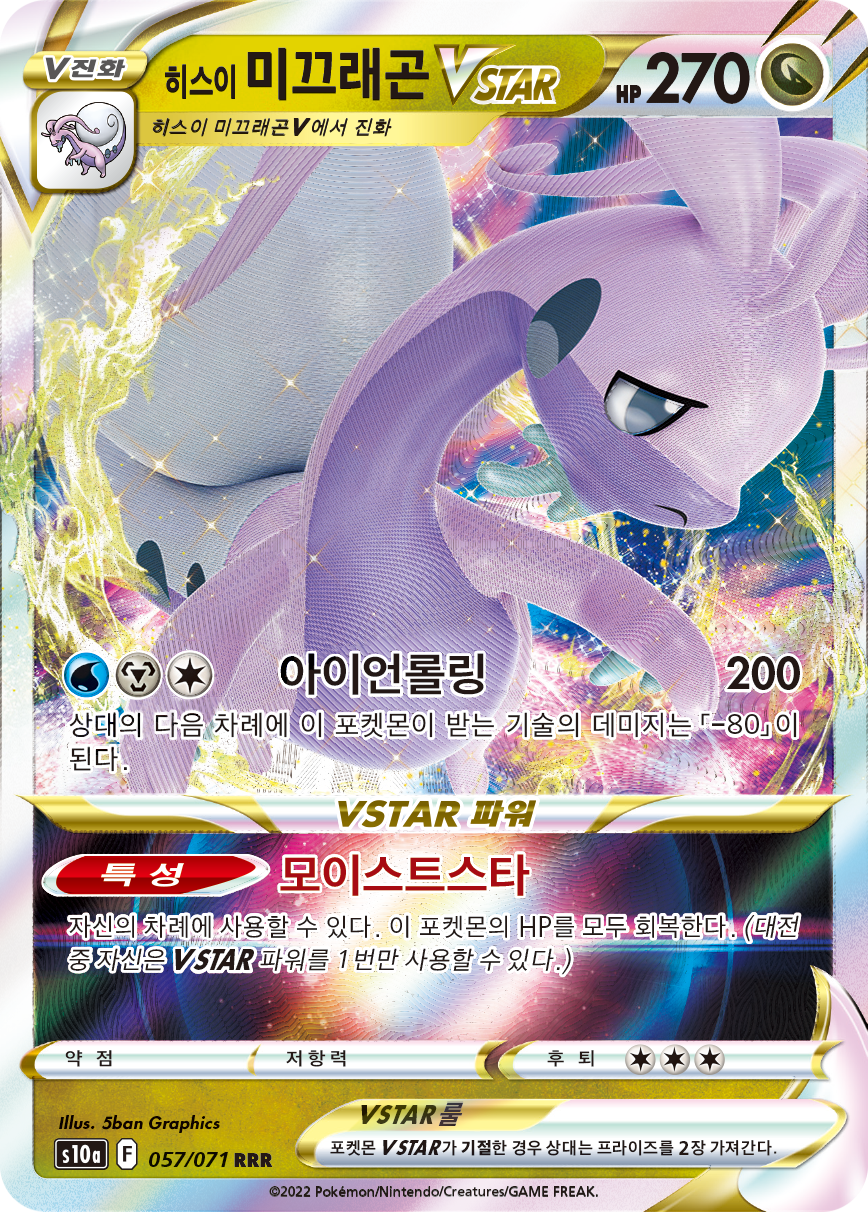 V진화
히스이 미끄래곤 VSTAR HP 270
히스이 미끄래곤V에서 진화
아이언롤링 200
상대의 다음 차례에 이 포켓몬이 받는 기술의 데미지는 「-80」이
된다.
VSTAR 파워
특성 모이스트스타
자신의 차례에 사용할 수 있다. 이 포켓몬의 HP를 모두 회복한다. (대전
중 자신은 VSTAR 파워를 1번만 사용할 수 있다.)
약점 저항력 후퇴
Illus. 5ban Graphics
VSTAR 룰
포켓몬 VSTAR가 기절한 경우 상대는 프라이즈를 2장 가져간다.
s10a F 057/071 RRR
©2022 Pokémon/Nintendo/Creatures/GAME FREAK.